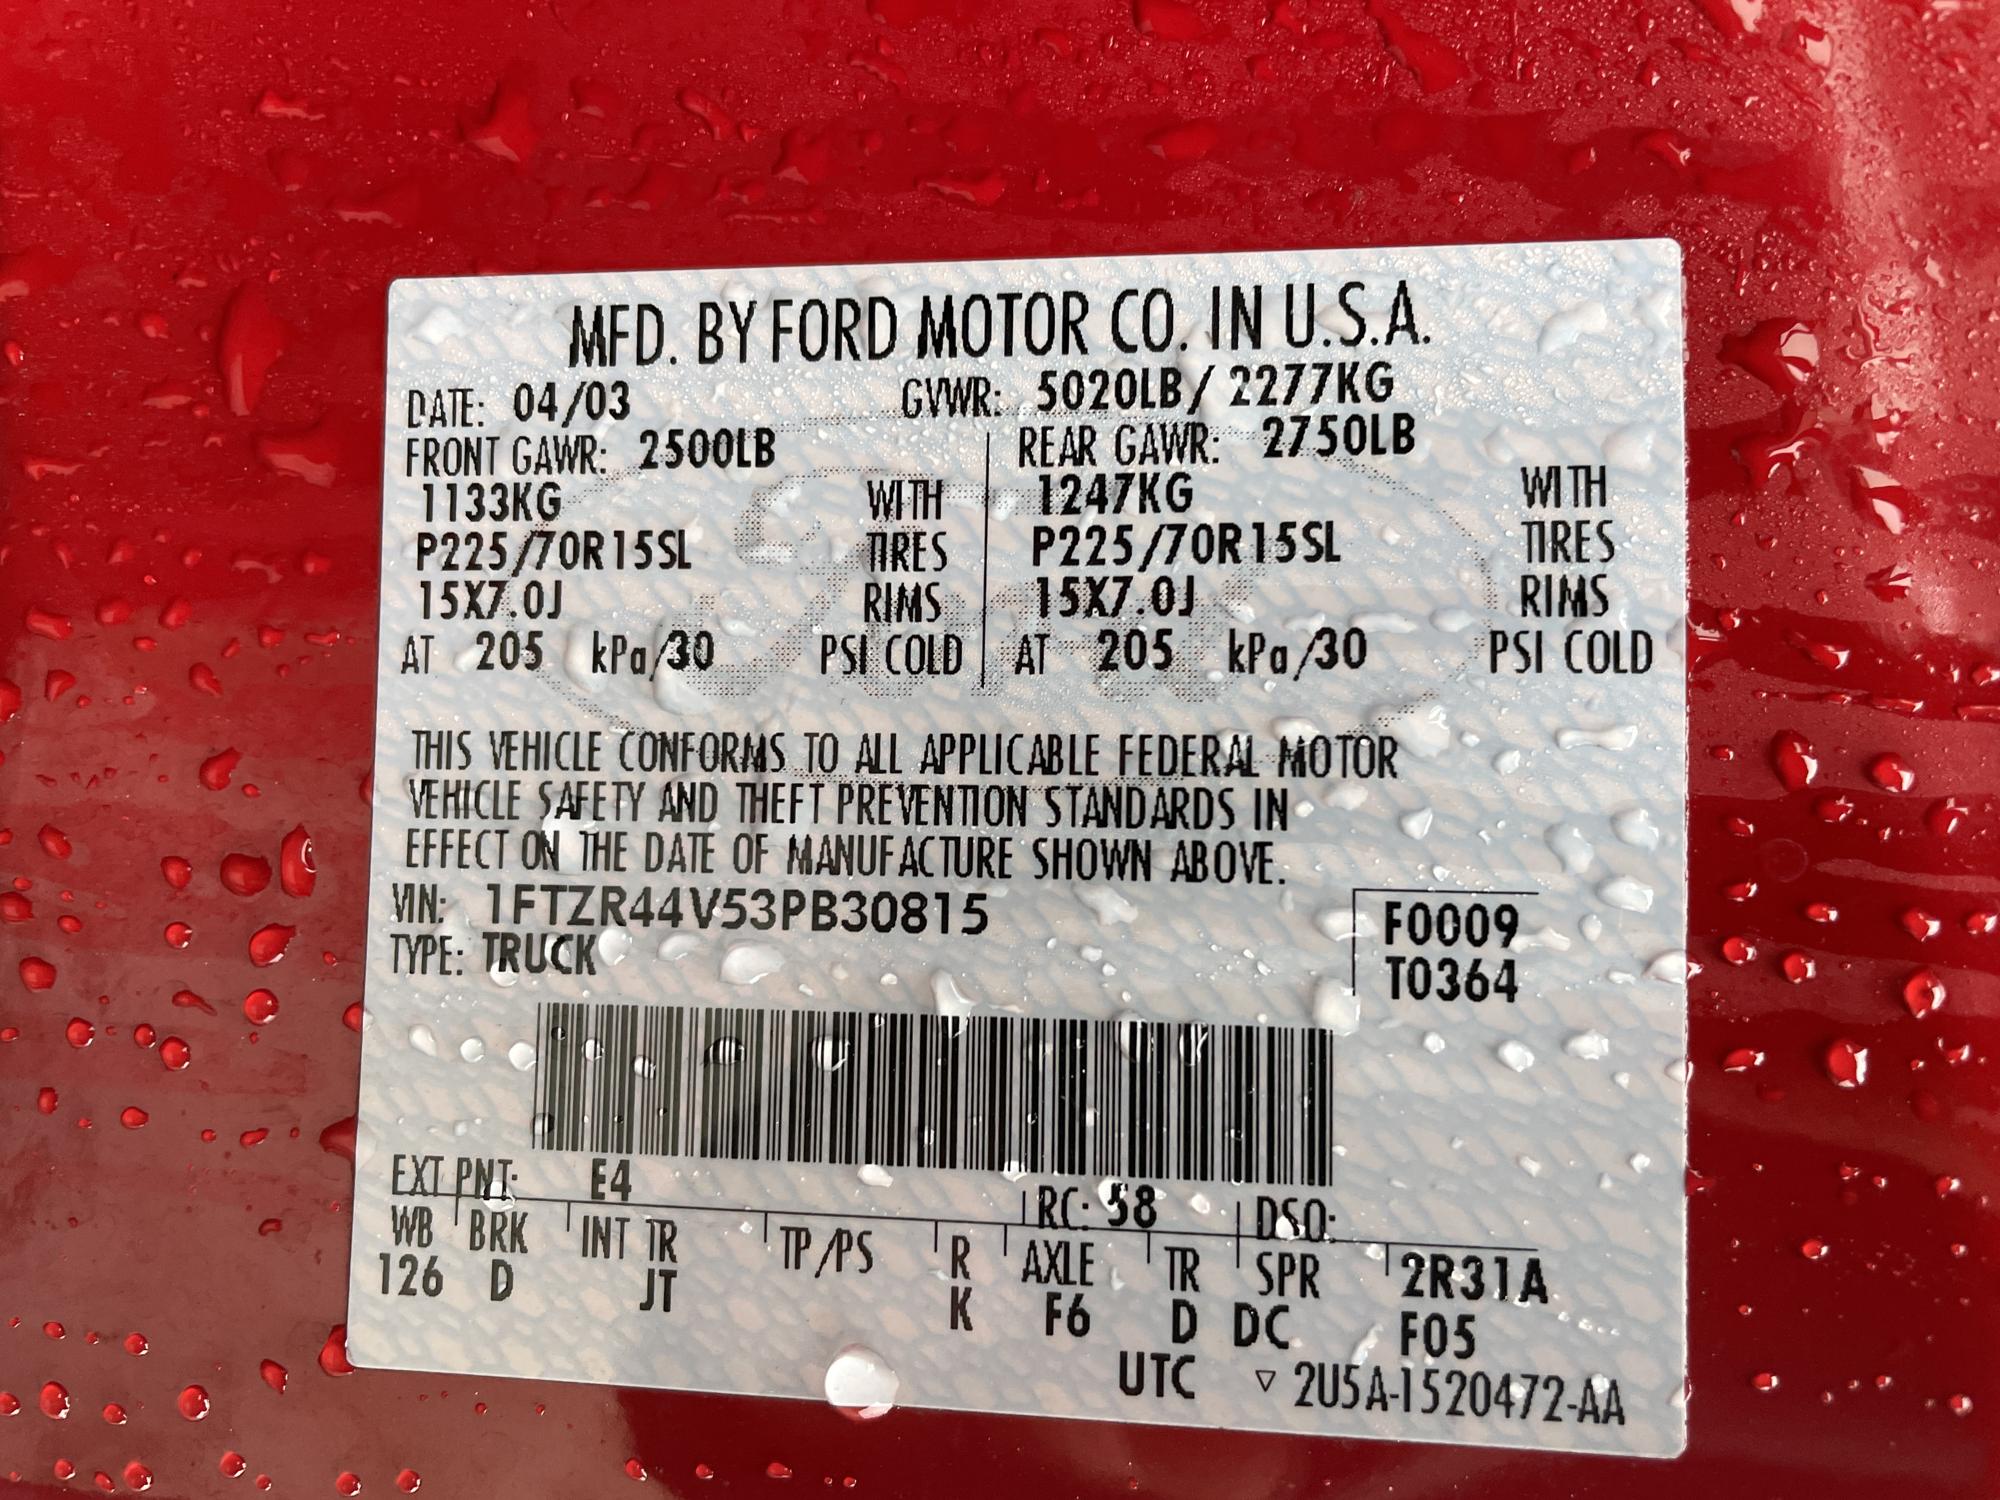 MFD. BY FORD MOTOR CO. IN U.S.A.
DATE: 04/03 GVWR: 5020LB/ 2277KG
FRONT GAWR: 2500LB REAR GAWR: 2750LB
1133KG WITH 1247KG WITH
P225/70R15SL TIRES P225/70R15SL TIRES
15X7.0J RIMS 15X7.0J RIMS
AT 205 kPa/30 PSI COLD AT 205 kPa/30 PSI COLD
THIS VEHICLE CONFORMS TO ALL APPLICABLE FEDERAL MOTOR
VEHICLE SAFETY AND THEFT PREVENTION STANDARDS IN
EFFECT ON THE DATE OF MANUFACTURE SHOWN ABOVE.
VIN: 1FTZR44V53PB30815 F0009
TYPE: TRUCK T0364
EXT PNT: E4 RC: 58 DSO:
WB BRK INT TR TP/PS R AXLE TR SPR 2R31A
126 D JT K F6 D DC F05
UTC ▽ 2U5A-1520472-AA